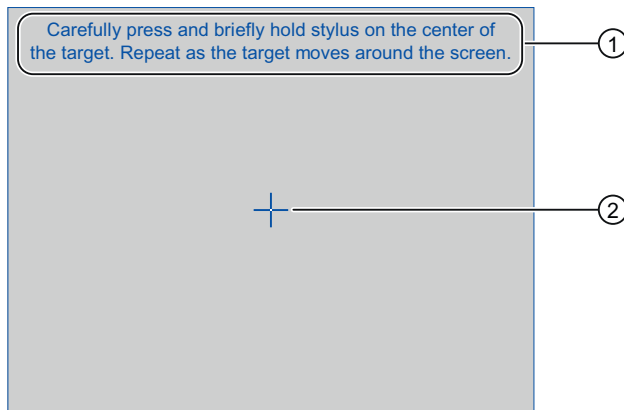 Carefully press and briefly hold stylus on the center of
the target. Repeat as the target moves around the screen.
1
2